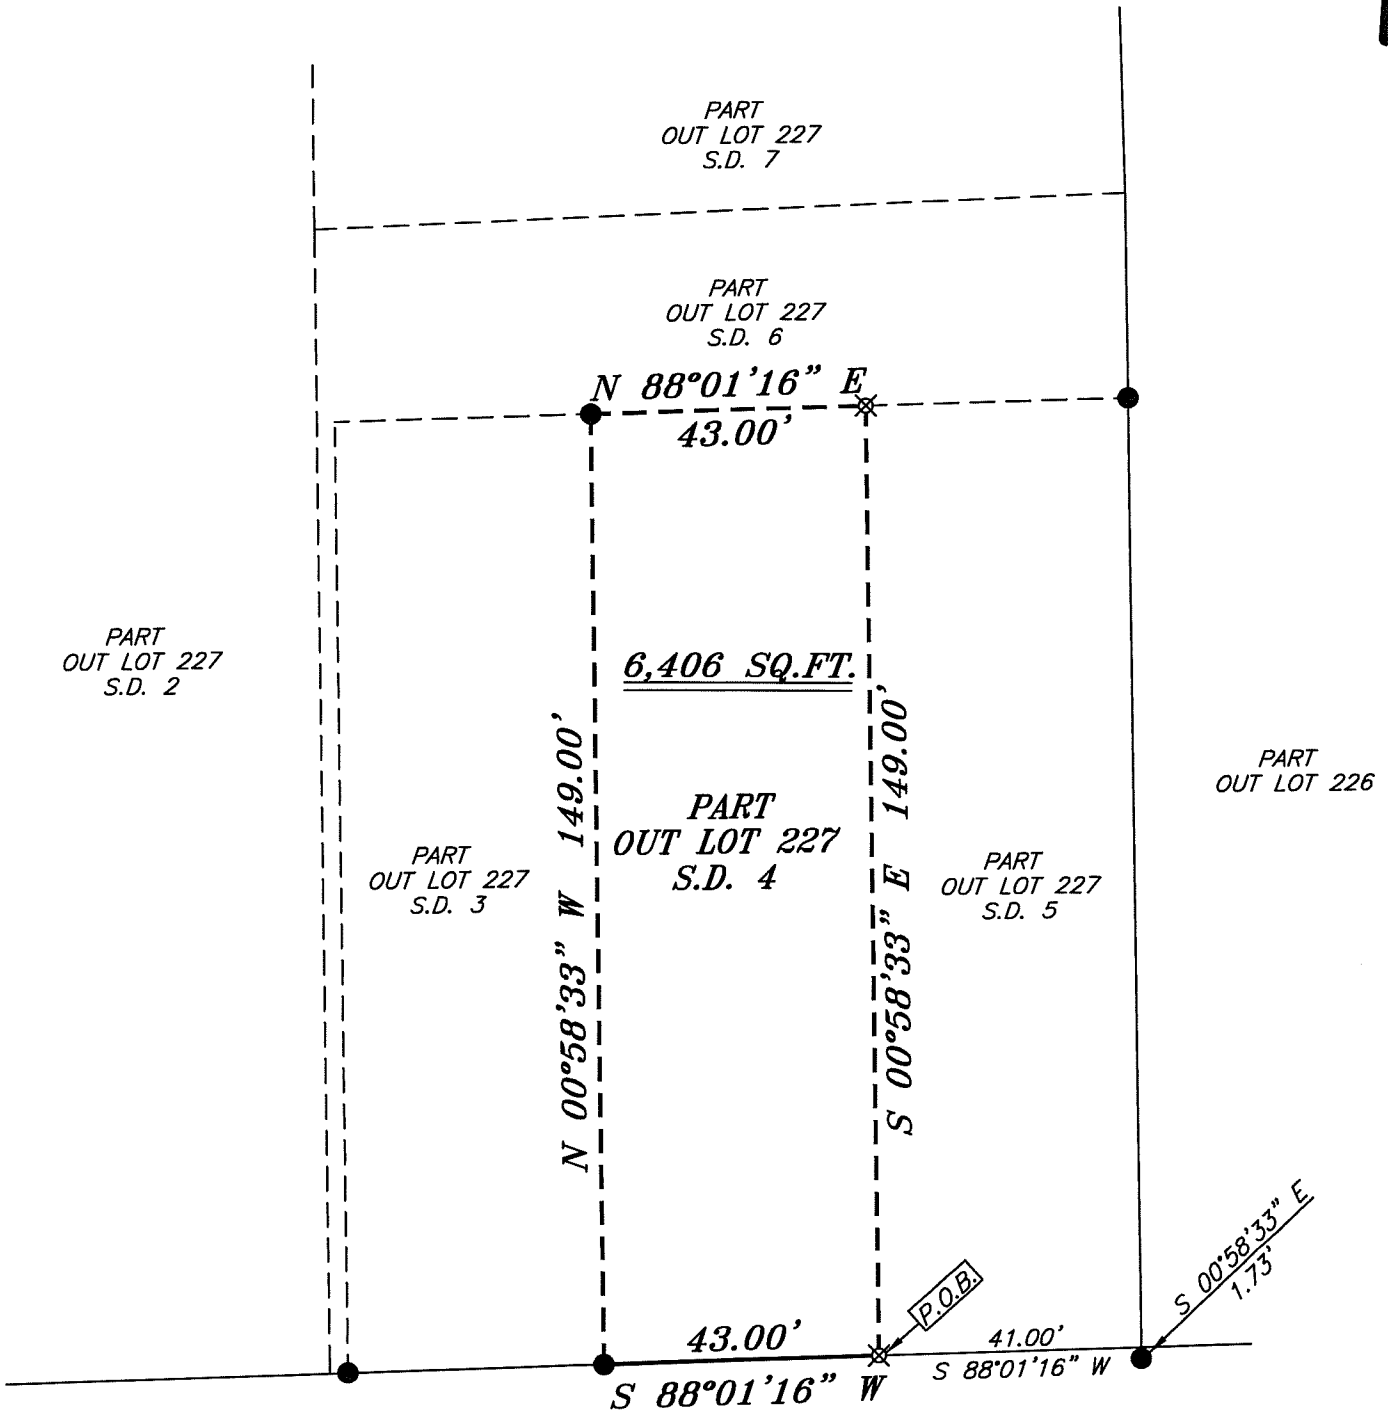 PART
OUT LOT 227
S.D. 7
PART
OUT LOT 227
S.D. 6
N 88°01'16" E
43.00'
PART
OUT LOT 227
S.D. 2
6,406 SQ.FT.
N 00°58'33" W 149.00'
S 00°58'33" E 149.00'
PART
OUT LOT 226
PART
OUT LOT 227
S.D. 4
PART
OUT LOT 227
S.D. 3
PART
OUT LOT 227
S.D. 5
S 00°58'33" E
1.73'
P.O.B.
43.00'
S 88°01'16" W
41.00'
S 88°01'16" W